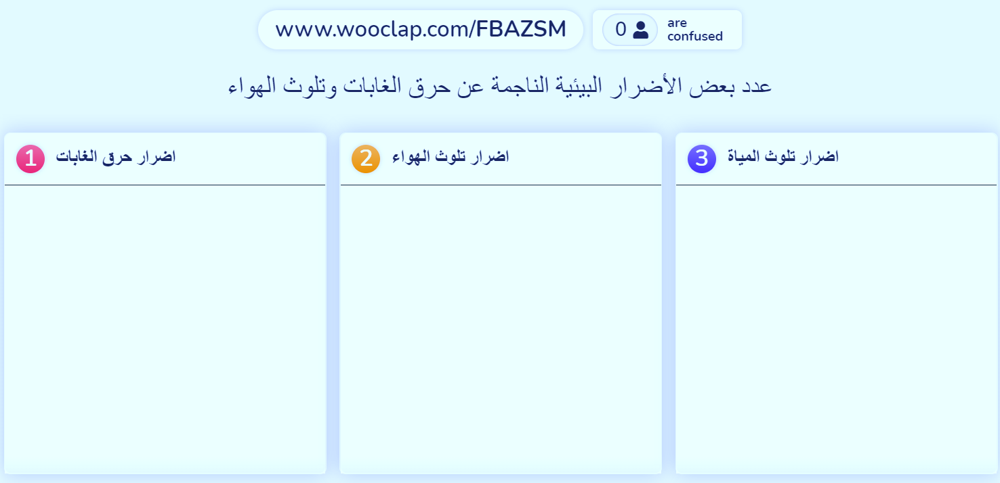 www.wooclap.com/FBAZSM
0
are
confused
عدد بعض الأضرار البيئية الناجمة عن حرق الغابات وتلوث الهواء
1 اضرار حرق الغابات
2 اضرار تلوث الهواء
3 اضرار تلوث المياة